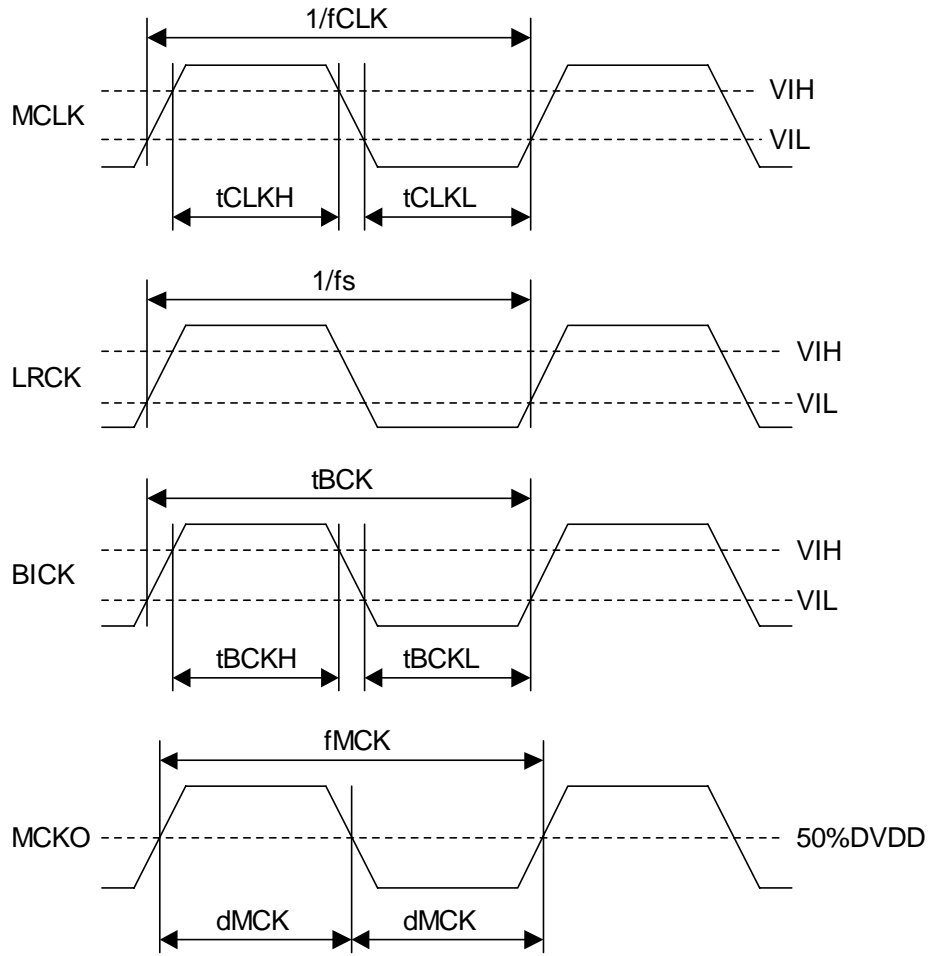 1/fCLK
MCLK
VIH
VIL
tCLKH
tCLKL
1/fs
LRCK
VIH
VIL
tBCK
BICK
VIH
VIL
tBCKH
tBCKL
fMCK
MCKO
50%DVDD
dMCK
dMCK